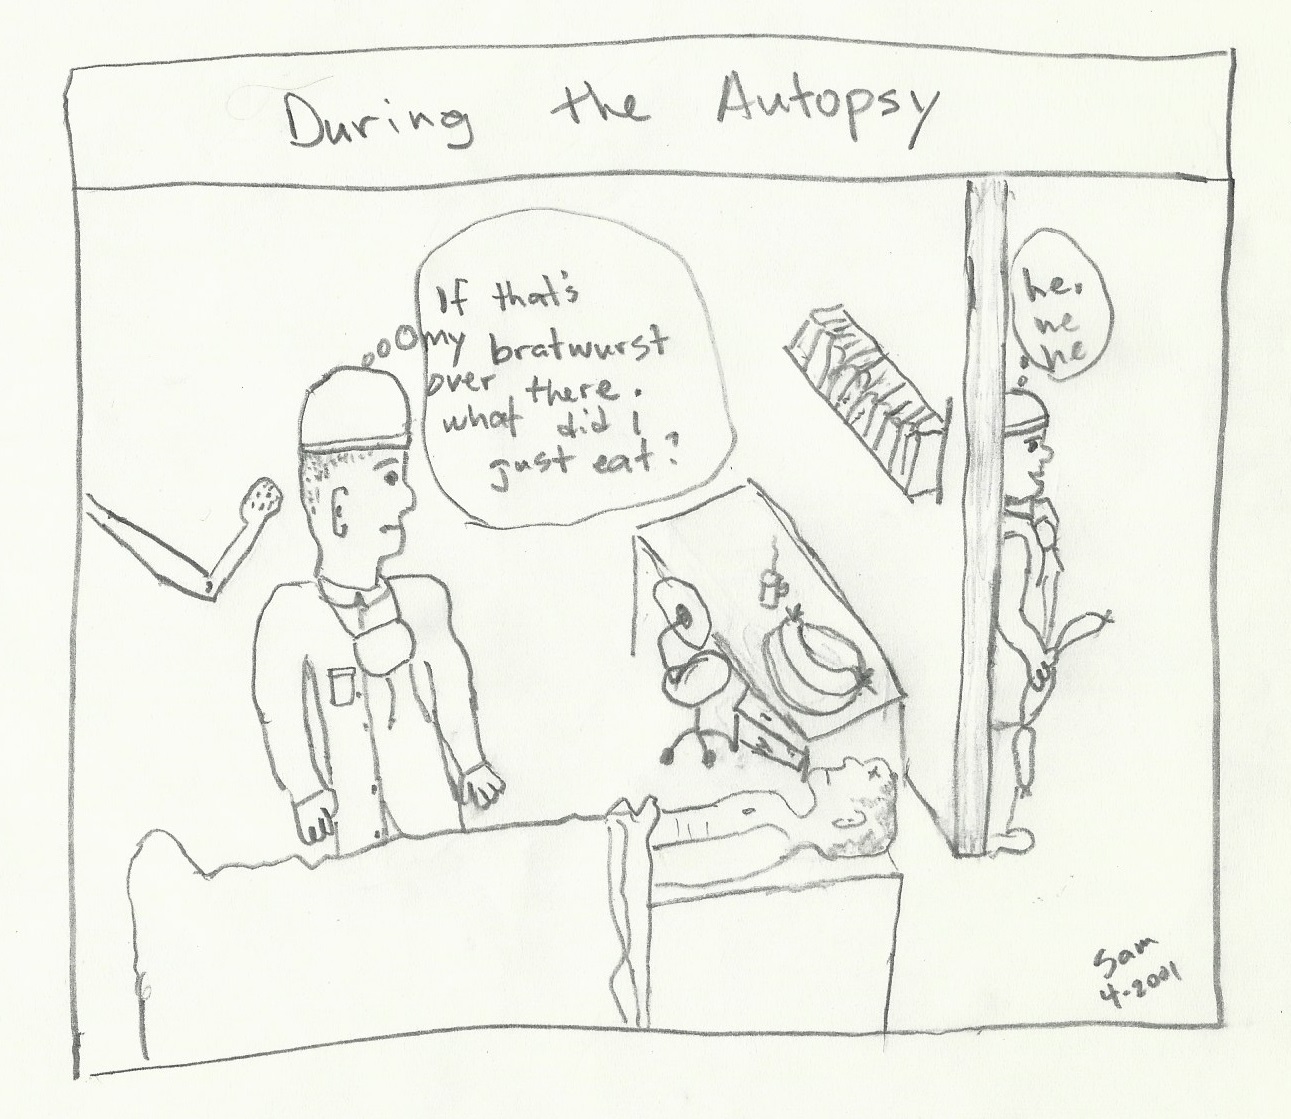 During the Autopsy
If that's
my bratwurst
over there.
what did I
just eat?
he.
he
he
Sam
4-2001